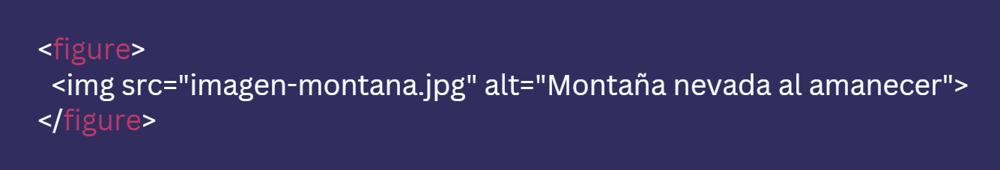 <figure>
<img src="imagen-montana.jpg" alt="Montaña nevada al amanecer">
</figure>